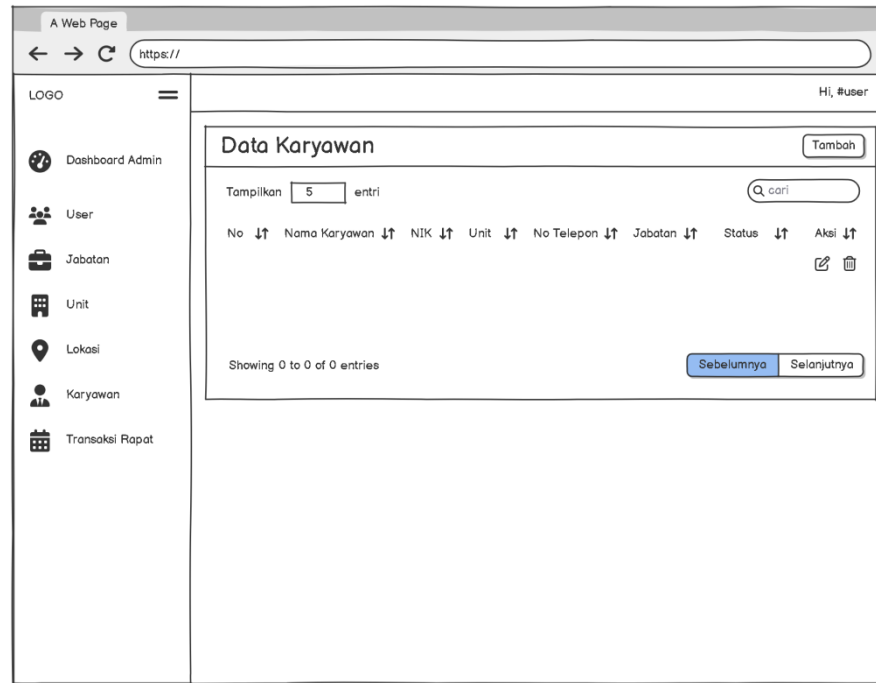 A Web Page
https://
LOGO
Hi, #user
Data Karyawan
Tambah
Dashboard Admin
Tampilkan 5 entri
cari
User
No Nama Karyawan NIK Unit No Telepon Jabatan Status Aksi
Jabatan
Unit
Lokasi
Showing 0 to 0 of 0 entries
Sebelumnya Selanjutnya
Karyawan
Transaksi Rapat